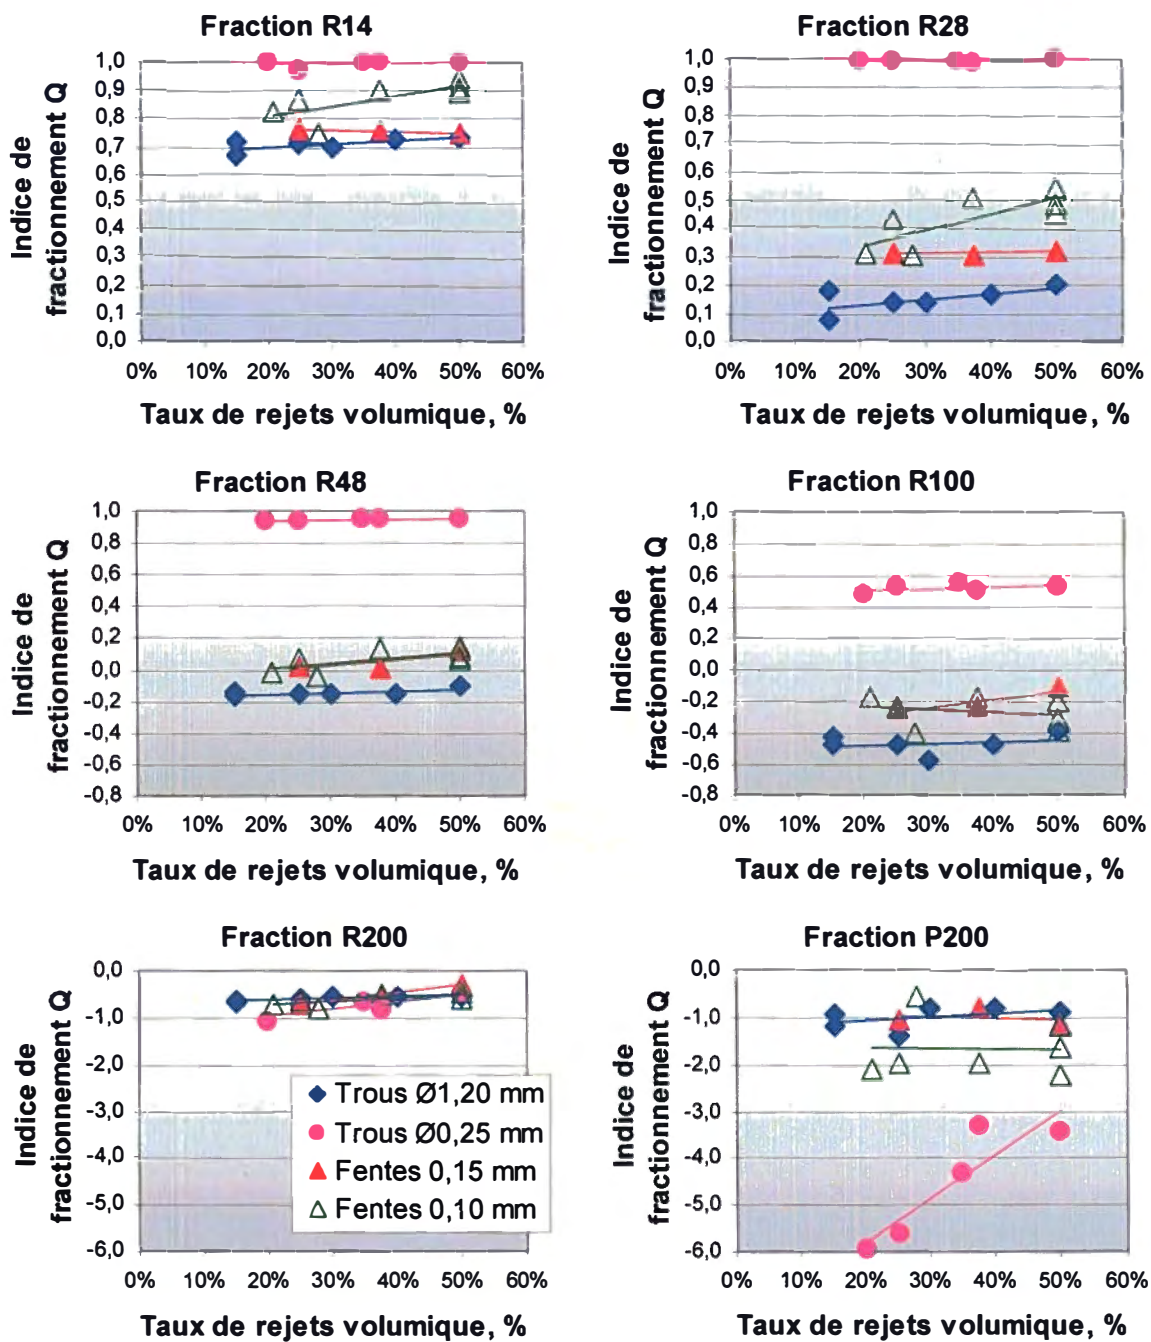 Fraction R14
Indice de
fractionnement Q
1,0
0,9
0,8
0,7
0,6
0,5
0,4
0,3
0,2
0,1
0,0
0% 10% 20% 30% 40% 50% 60%
Taux de rejets volumique, %
Fraction R28
Indice de
fractionnement Q
1,0
0,9
0,8
0,7
0,6
0,5
0,4
0,3
0,2
0,1
0,0
0% 10% 20% 30% 40% 50% 60%
Taux de rejets volumique, %
Fraction R48
Indice de
fractionnement Q
1,0
0,8
0,6
0,4
0,2
0,0
-0,2
-0,4
-0,6
-0,8
0% 10% 20% 30% 40% 50% 60%
Taux de rejets volumique, %
Fraction R100
Indice de
fractionnement Q
1,0
0,8
0,6
0,4
0,2
0,0
-0,2
-0,4
-0,6
-0,8
0% 10% 20% 30% 40% 50% 60%
Taux de rejets volumique, %
Fraction R200
Indice de
fractionnement Q
0,0
-1,0
-2,0
-3,0
-4,0
-5,0
-6,0
Trous Ø1,20 mm
Trous Ø0,25 mm
Fentes 0,15 mm
Fentes 0,10 mm
0% 10% 20% 30% 40% 50% 60%
Taux de rejets volumique, %
Fraction P200
Indice de
fractionnement Q
0,0
-1,0
-2,0
-3,0
-4,0
-5,0
-6,0
0% 10% 20% 30% 40% 50% 60%
Taux de rejets volumique, %